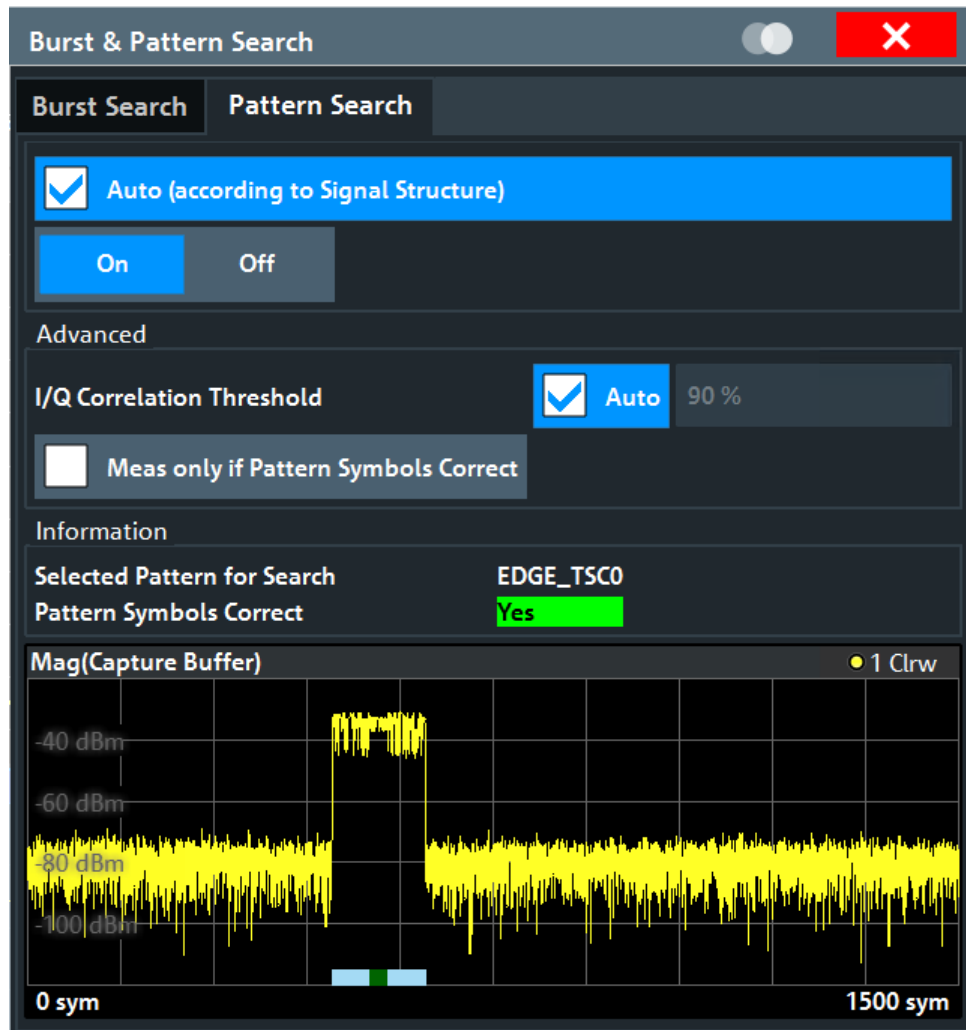 Burst & Pattern Search
Burst Search Pattern Search
Auto (according to Signal Structure)
On Off
Advanced
I/Q Correlation Threshold Auto 90 %
Meas only if Pattern Symbols Correct
Information
Selected Pattern for Search EDGE_TSC0
Pattern Symbols Correct Yes
Mag(Capture Buffer) 1 Clrw
-40 dBm
-60 dBm
-80 dBm
-100 dBm
0 sym 1500 sym